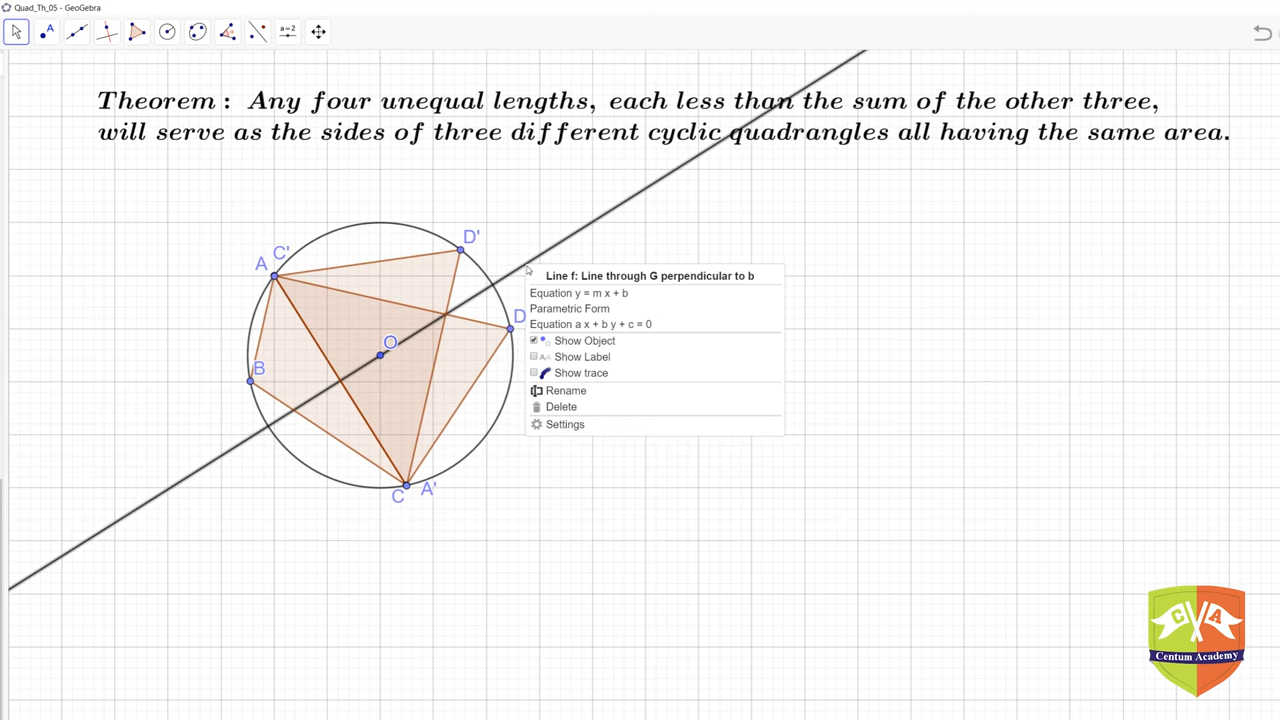 Quad_Th_05 - GeoGebra
A
a=2
Theorem : Any four unequal lengths, each less than the sum of the other three,
will serve as the sides of three different cyclic quadrangles all having the same area.
D'
C'
A
Line f: Line through G perpendicular to b
Equation y = m x + b
Parametric Form
D
Equation a x + b y + c = 0
O
Show Object
AA Show Label
B
Show trace
Rename
Delete
Settings
C A'
C A
Centum Academy